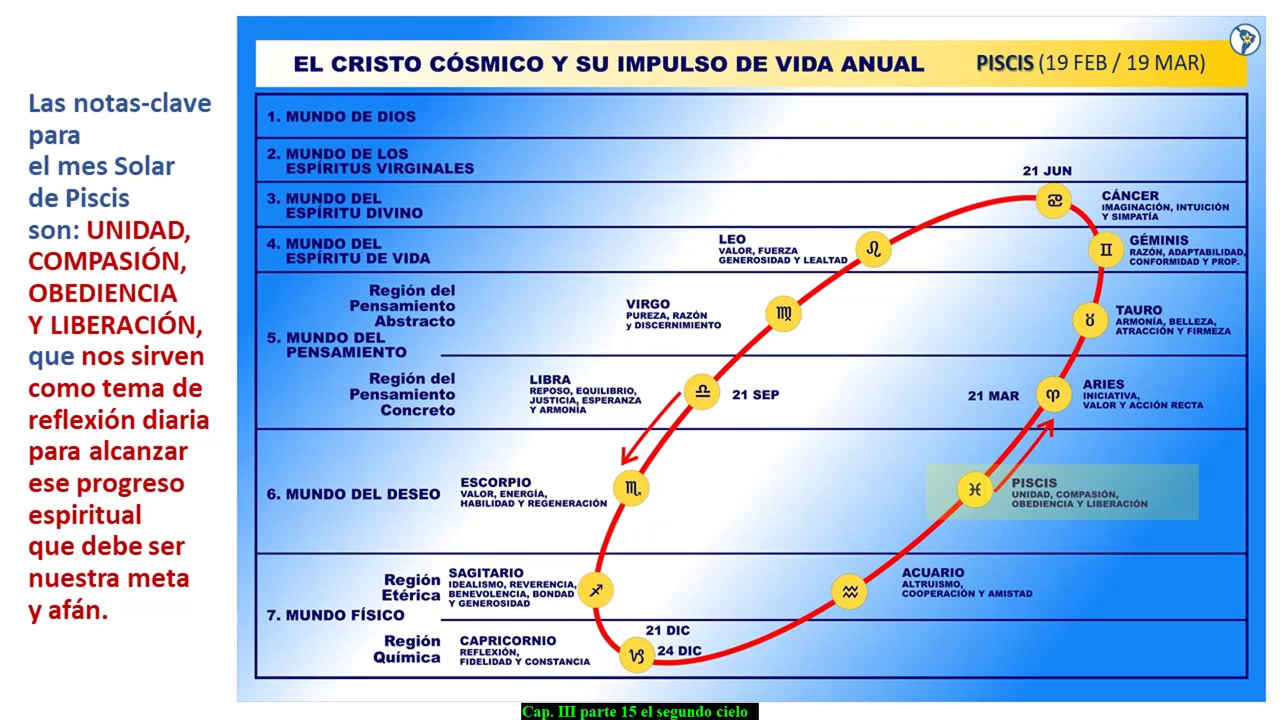 Las notas-clave
para
el mes Solar
de Piscis
son: UNIDAD,
COMPASIÓN,
OBEDIENCIA
Y LIBERACIÓN,
que nos sirven
como tema de
reflexión diaria
para alcanzar
ese progreso
espiritual
que debe ser
nuestra meta
y afán.
EL CRISTO CÓSMICO Y SU IMPULSO DE VIDA ANUAL
PISCIS (19 FEB / 19 MAR)
1. MUNDO DE DIOS
2. MUNDO DE LOS
ESPÍRITUS VIRGINALES
21 JUN
3. MUNDO DEL
ESPÍRITU DIVINO
CÁNCER
IMAGINACIÓN, INTUICIÓN
Y SIMPATÍA
4. MUNDO DEL
ESPÍRITU DE VIDA
LEO
VALOR, FUERZA
GENEROSIDAD Y LEALTAD
GÉMINIS
RAZÓN, ADAPTABILIDAD,
CONFORMIDAD Y PROP.
Región del
Pensamiento
Abstracto
VIRGO
PUREZA, RAZÓN
y DISCERNIMIENTO
TAURO
ARMONÍA, BELLEZA,
ATRACCIÓN Y FIRMEZA
5. MUNDO DEL
PENSAMIENTO
Región del
Pensamiento
Concreto
LIBRA
REPOSO, EQUILIBRIO,
JUSTICIA, ESPERANZA
Y ARMONÍA
21 SEP
21 MAR
ARIES
INICIATIVA,
VALOR Y ACCIÓN RECTA
6. MUNDO DEL DESEO
ESCORPIO
VALOR, ENERGÍA,
HABILIDAD Y REGENERACIÓN
PISCIS
UNIDAD, COMPASIÓN,
OBEDIENCIA Y LIBERACIÓN
Región
Etérica
SAGITARIO
IDEALISMO, REVERENCIA,
BENEVOLENCIA, BONDAD
Y GENEROSIDAD
ACUARIO
ALTRUISMO,
COOPERACIÓN Y AMISTAD
7. MUNDO FÍSICO
Región
Química
CAPRICORNIO
REFLEXIÓN,
FIDELIDAD Y CONSTANCIA
21 DIC
24 DIC
Cap. III parte 15 el segundo cielo